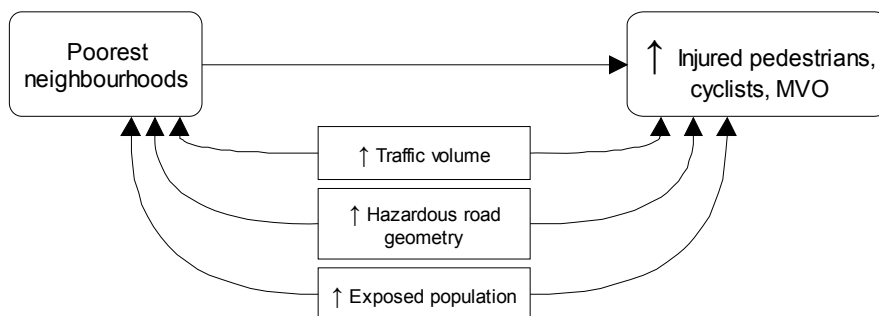 Poorest
neighbourhoods
↑ Injured pedestrians,
cyclists, MVO
↑ Traffic volume
↑ Hazardous road
geometry
↑ Exposed population